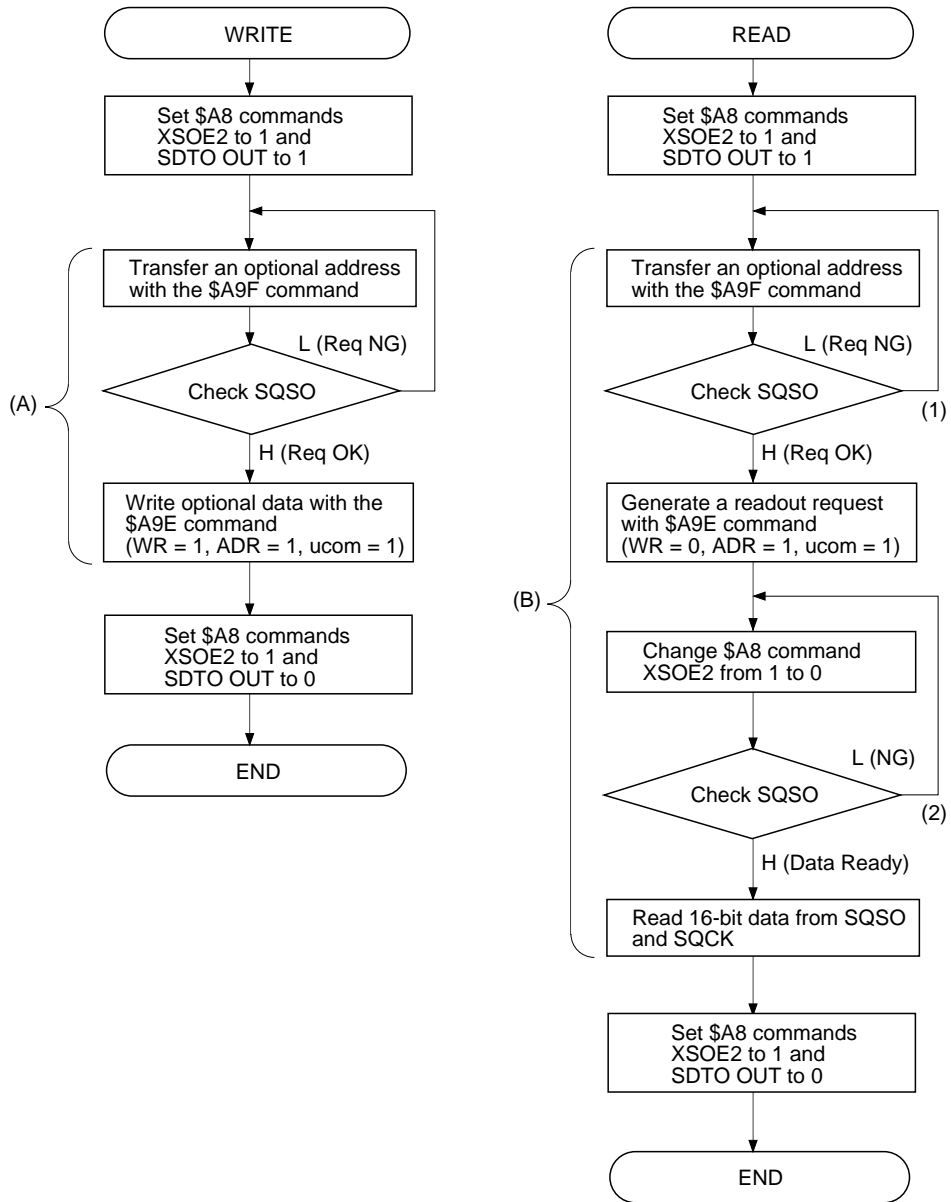 WRITE
Set $A8 commands
XSOE2 to 1 and
SDTO OUT to 1
Transfer an optional address
with the $A9F command
L (Req NG)
Check SQSO
(A)
H (Req OK)
Write optional data with the
$A9E command
(WR = 1, ADR = 1, ucom = 1)
Set $A8 commands
XSOE2 to 1 and
SDTO OUT to 0
END
READ
Set $A8 commands
XSOE2 to 1 and
SDTO OUT to 1
Transfer an optional address
with the $A9F command
L (Req NG)
Check SQSO
(1)
H (Req OK)
Generate a readout request
with $A9E command
(WR = 0, ADR = 1, ucom = 1)
(B)
Change $A8 command
XSOE2 from 1 to 0
L (NG)
Check SQSO
(2)
H (Data Ready)
Read 16-bit data from SQSO
and SQCK
Set $A8 commands
XSOE2 to 1 and
SDTO OUT to 0
END